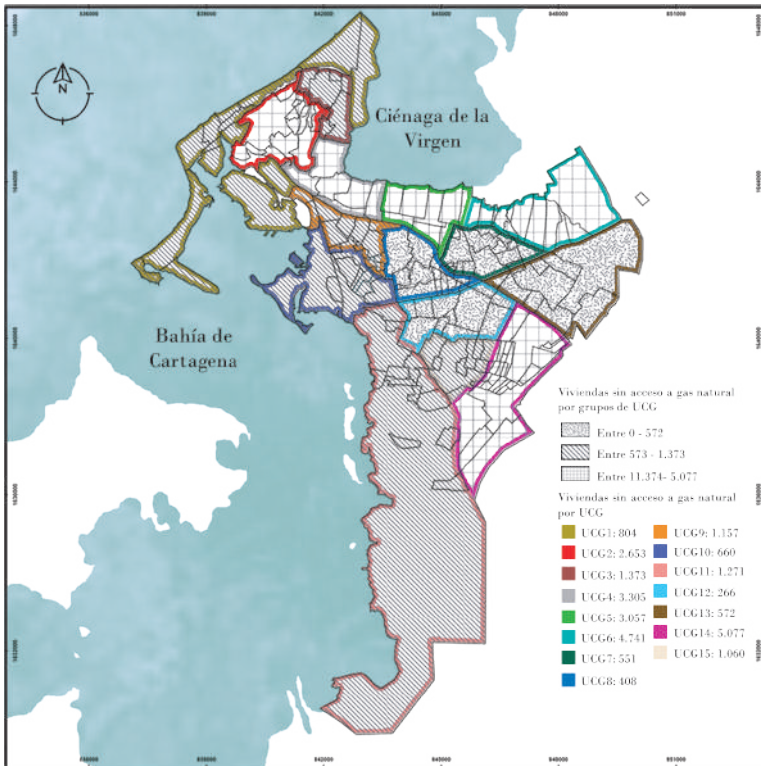 N
Ciénaga de la
Virgen
Bahía de
Cartagena
Viviendas sin acceso a gas natural
por grupos de UCG
Entre 0 - 572
Entre 573 - 1.373
Entre 11.374- 5.077
Viviendas sin acceso a gas natural
por UCG
UCG1: 804
UCG2: 2.653
UCG3: 1.373
UCG4: 3.305
UCG5: 3.057
UCG6: 4.741
UCG7: 551
UCG8: 408
UCG9: 1.157
UCG10: 660
UCG11: 1.271
UCG12: 266
UCG13: 572
UCG14: 5.077
UCG15: 1.060